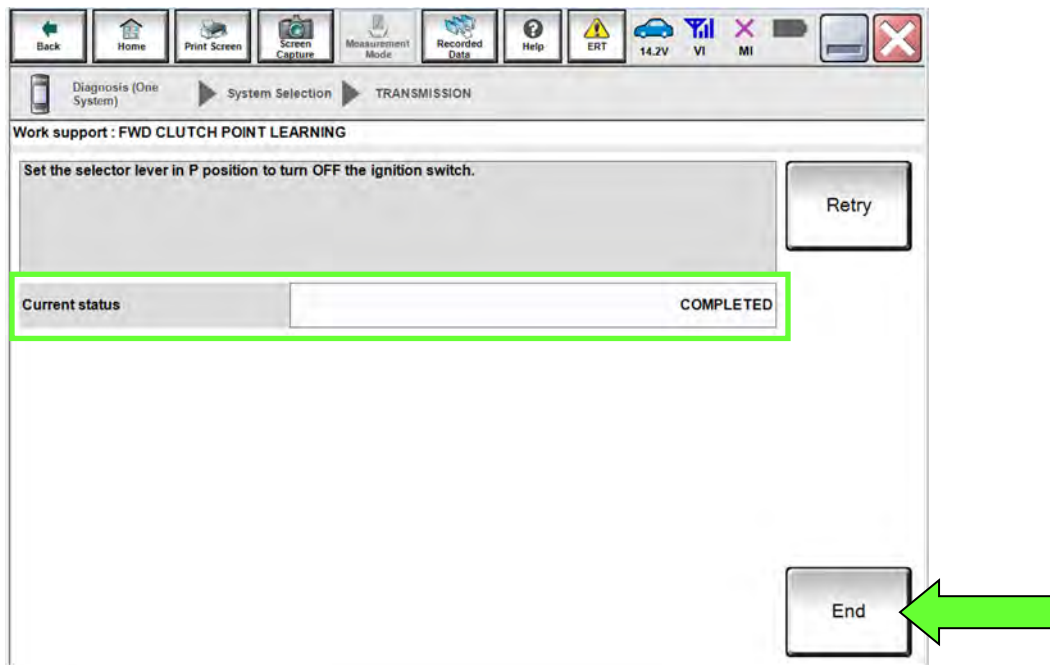 Back
Home
Print Screen
Screen
Capture
Measurement
Mode
Recorded
Data
Help
ERT
14.2V
VI
MI
Diagnosis (One
System)
System Selection
TRANSMISSION
Work support : FWD CLUTCH POINT LEARNING
Set the selector lever in P position to turn OFF the ignition switch.
Retry
Current status
COMPLETED
End